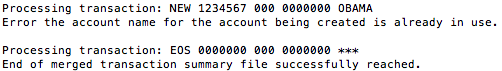 Processing transaction: NEW 1234567 000 0000000 OBAMA
Error the account name for the account being created is already in use.
Processing transaction: EOS 0000000 000 0000000 ***
End of merged transaction summary file successfully reached.